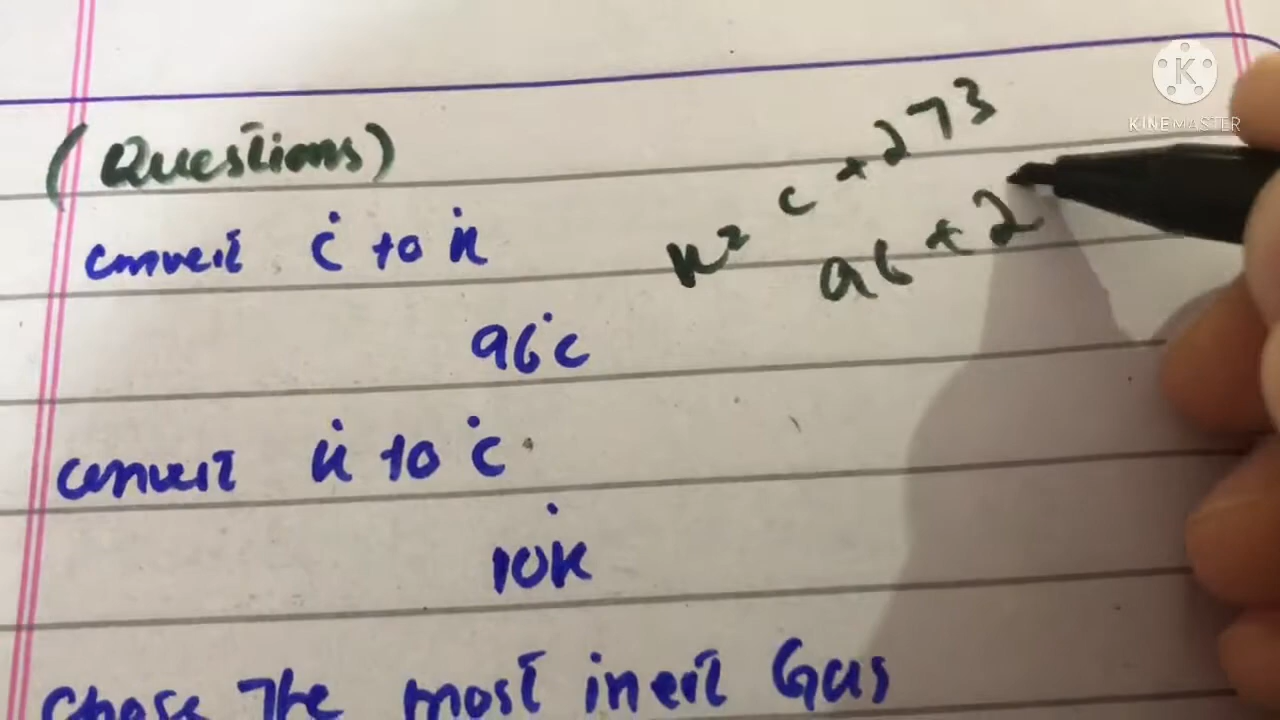 (Questions)
convert c to k
96°c
convert k to c
10k
chose The most inert Gas
k= c + 273
96 + 2
KINEMASTER